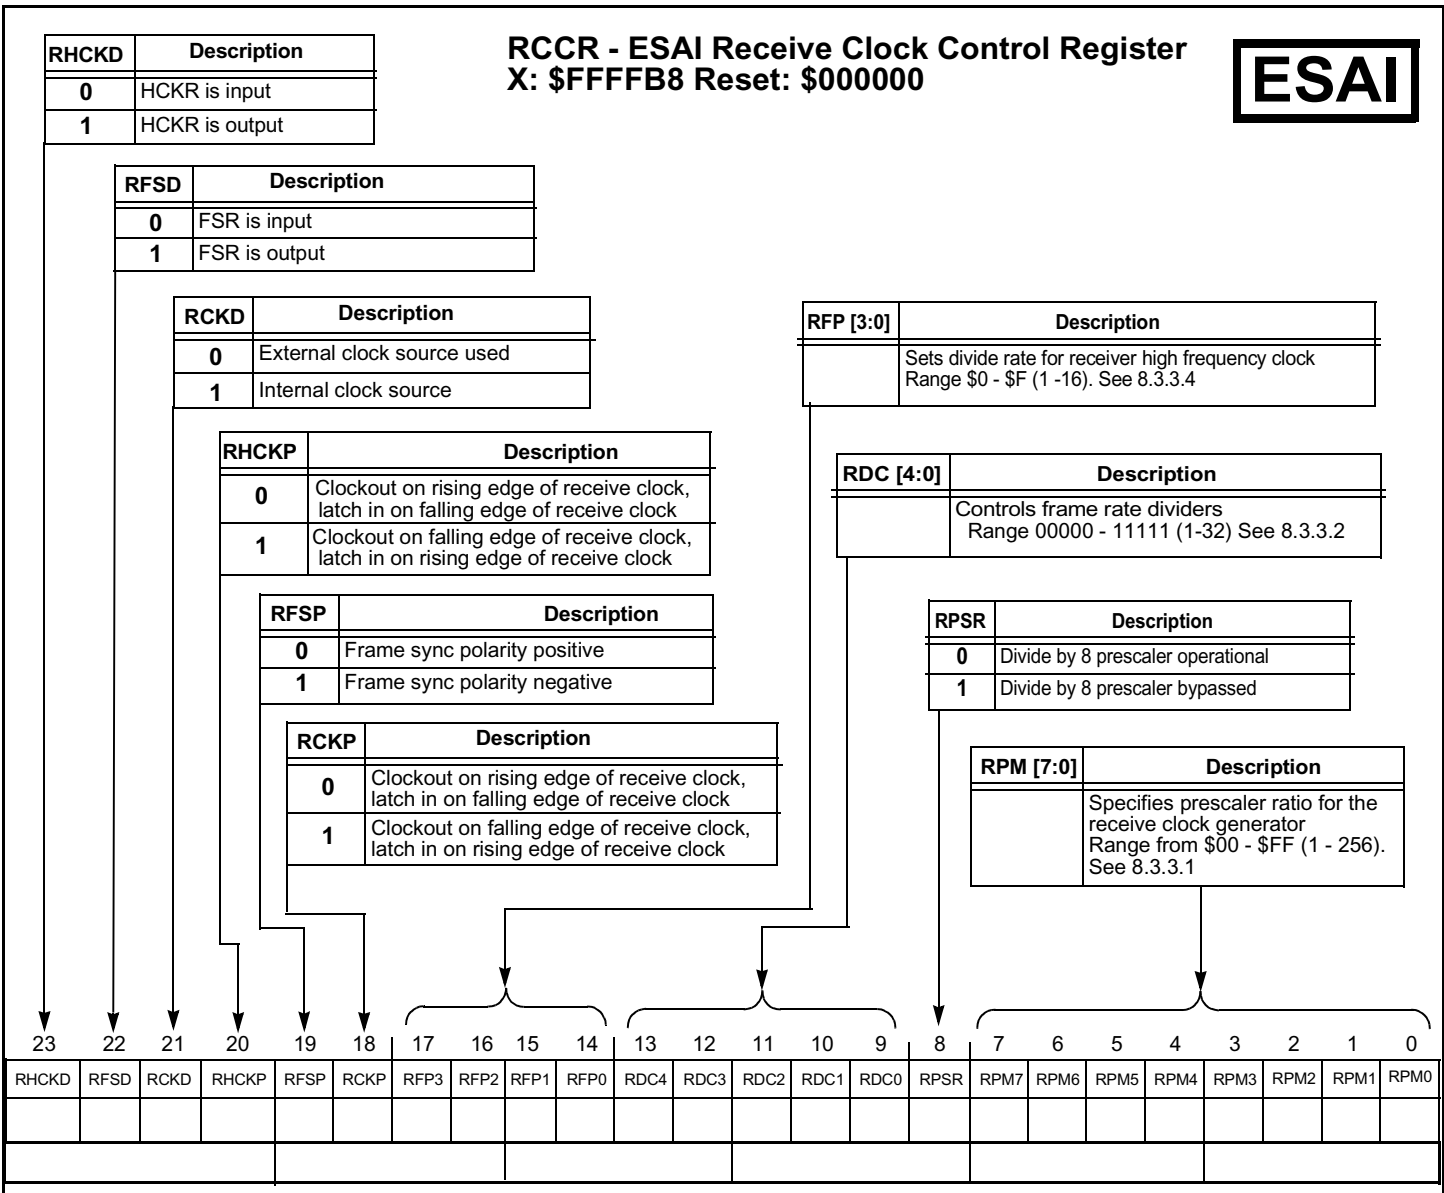 RCCR - ESAI Receive Clock Control Register
X: $FFFFB8 Reset: $000000
ESAI
RHCKD Description
0 HCKR is input
1 HCKR is output
RFSD Description
0 FSR is input
1 FSR is output
RCKD Description
0 External clock source used
1 Internal clock source
RHCKP Description
0 Clockout on rising edge of receive clock,
latch in on falling edge of receive clock
1 Clockout on falling edge of receive clock,
latch in on rising edge of receive clock
RFSP Description
0 Frame sync polarity positive
1 Frame sync polarity negative
RCKP Description
0 Clockout on rising edge of receive clock,
latch in on falling edge of receive clock
1 Clockout on falling edge of receive clock,
latch in on rising edge of receive clock
RFP [3:0] Description
Sets divide rate for receiver high frequency clock
Range $0 - $F (1 -16). See 8.3.3.4
RDC [4:0] Description
Controls frame rate dividers
Range 00000 - 11111 (1-32) See 8.3.3.2
RPSR Description
0 Divide by 8 prescaler operational
1 Divide by 8 prescaler bypassed
RPM [7:0] Description
Specifies prescaler ratio for the
receive clock generator
Range from $00 - $FF (1 - 256).
See 8.3.3.1
23 22 21 20 19 18 17 16 15 14 13 12 11 10 9 8 7 6 5 4 3 2 1 0
RHCKD RFSD RCKD RHCKP RFSP RCKP RFP3 RFP2 RFP1 RFP0 RDC4 RDC3 RDC2 RDC1 RDC0 RPSR RPM7 RPM6 RPM5 RPM4 RPM3 RPM2 RPM1 RPM0